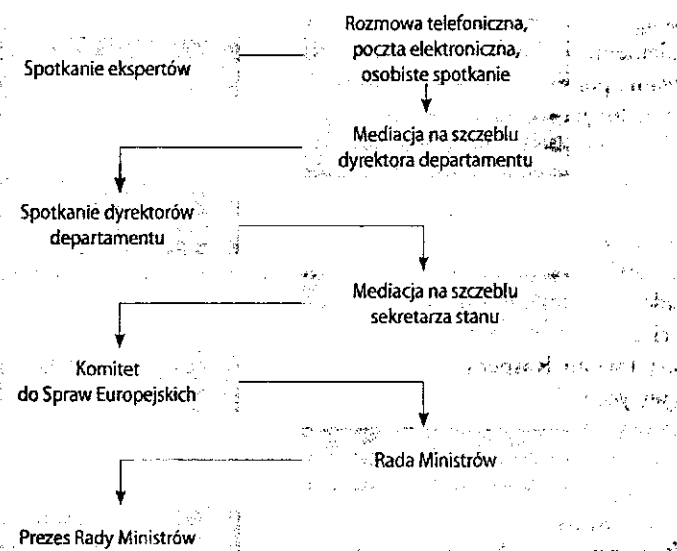 Rozmowa telefoniczna,
poczta elektroniczna,
osobiste spotkanie
Spotkanie ekspertów
Mediacja na szczeblu
dyrektora departamentu
Spotkanie dyrektorów
departamentu
Mediacja na szczeblu
sekretarza stanu
Komitet
do Spraw Europejskich
Rada Ministrów
Prezes Rady Ministrów